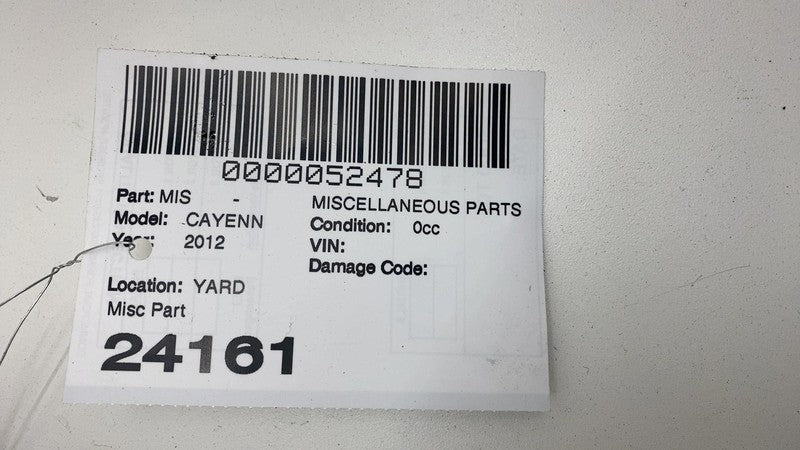 0000052478
Part: MIS - MISCELLANEOUS PARTS
Model: CAYENN Condition: 0cc
Year: 2012 VIN:
Damage Code:
Location: YARD
Misc Part
24161